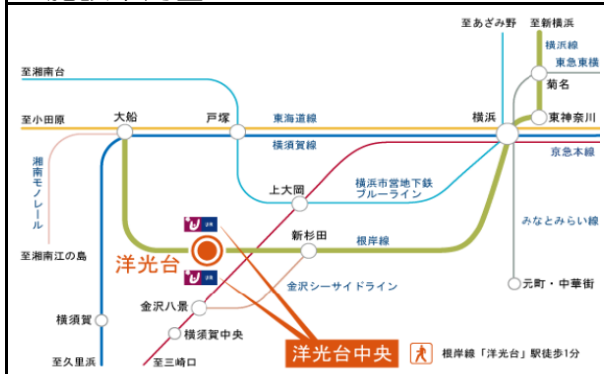 至あざみ野
至新横浜
横浜線
東急東横
至湘南台
菊名
至小田原
大船
戸塚
東海道線
横浜
東神奈川
横須賀線
京急本線
湘南モノレール
上大岡
横浜市営地下鉄
ブルーライン
みなとみらい線
新杉田
根岸線
至湘南江の島
洋光台
金沢シーサイドライン
元町・中華街
金沢八景
横須賀
横須賀中央
洋光台中央
根岸線「洋光台」駅徒歩1分
至久里浜
至三崎口